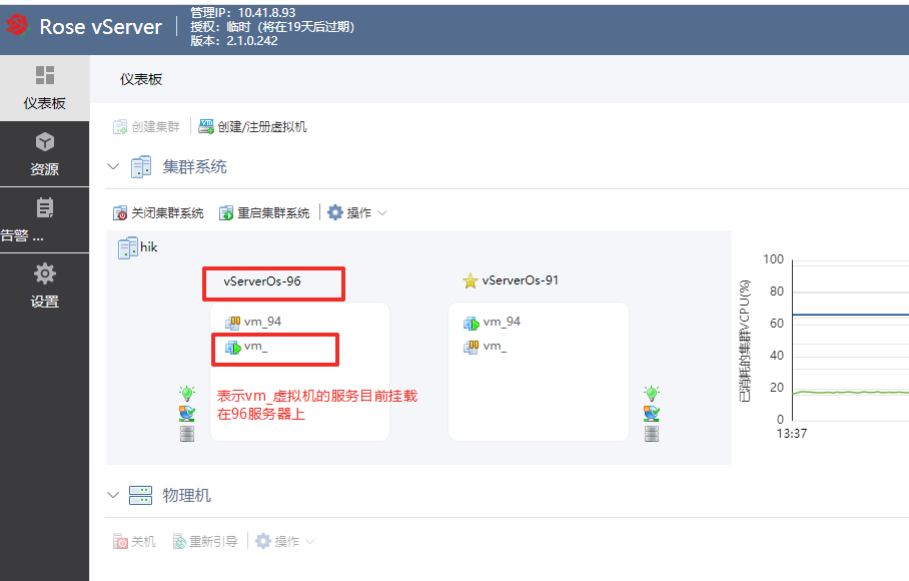 Rose vServer
管理IP：10.41.8.93
授权：临时（将在19天后过期）
版本：2.1.0.242
仪表板
资源
告警 ...
设置
仪表板
创建集群
创建/注册虚拟机
集群系统
关闭集群系统
重启集群系统
操作
hik
vServerOs-96
vm_94
vm_
表示vm_虚拟机的服务目前挂载
在96服务器上
vServerOs-91
vm_94
vm_
已消耗的集群VCPU(%)
100
80
60
40
20
0
13:37
物理机
关机
重新引导
操作